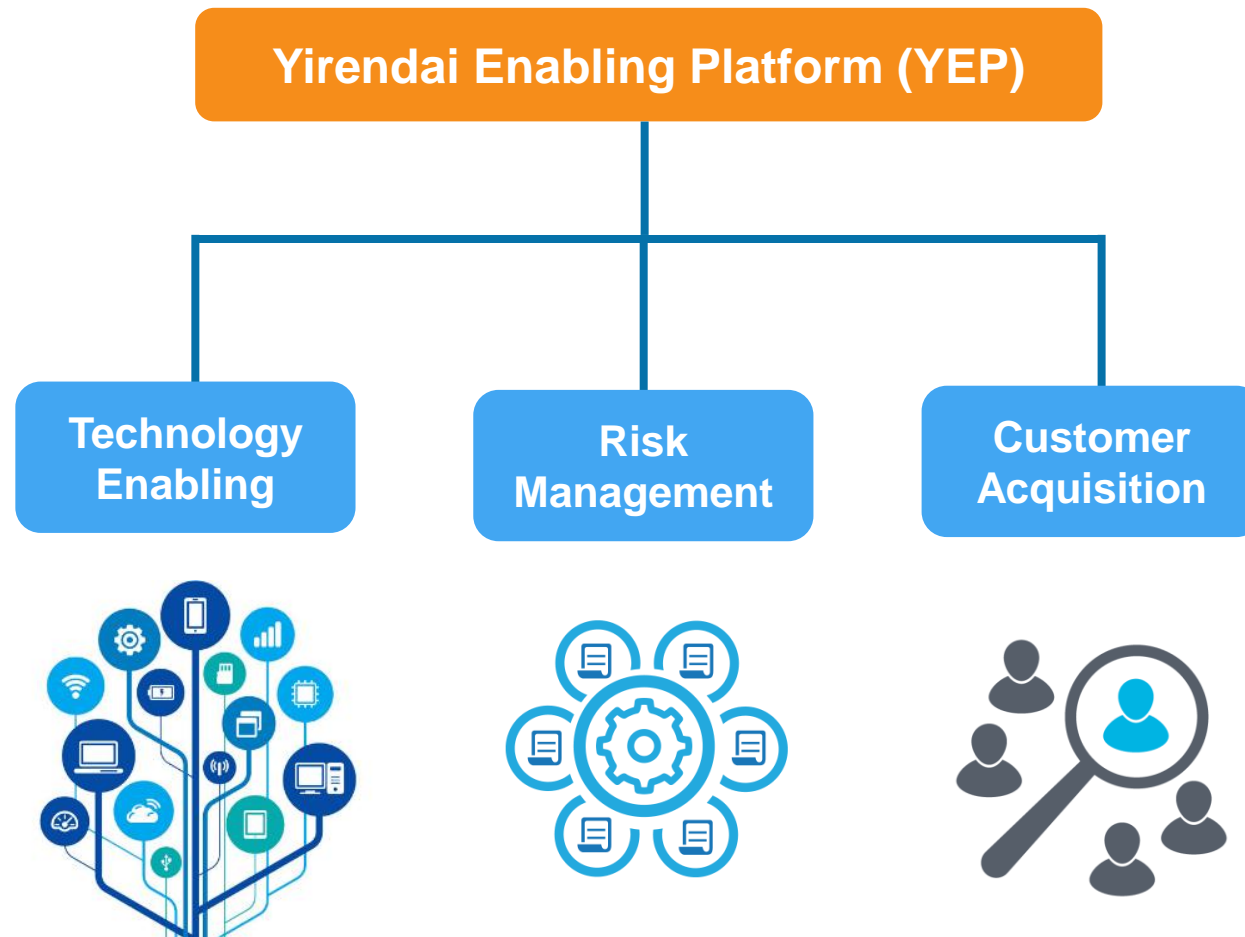 Yirendai Enabling Platform (YEP)
Technology
Enabling
Risk
Management
Customer
Acquisition